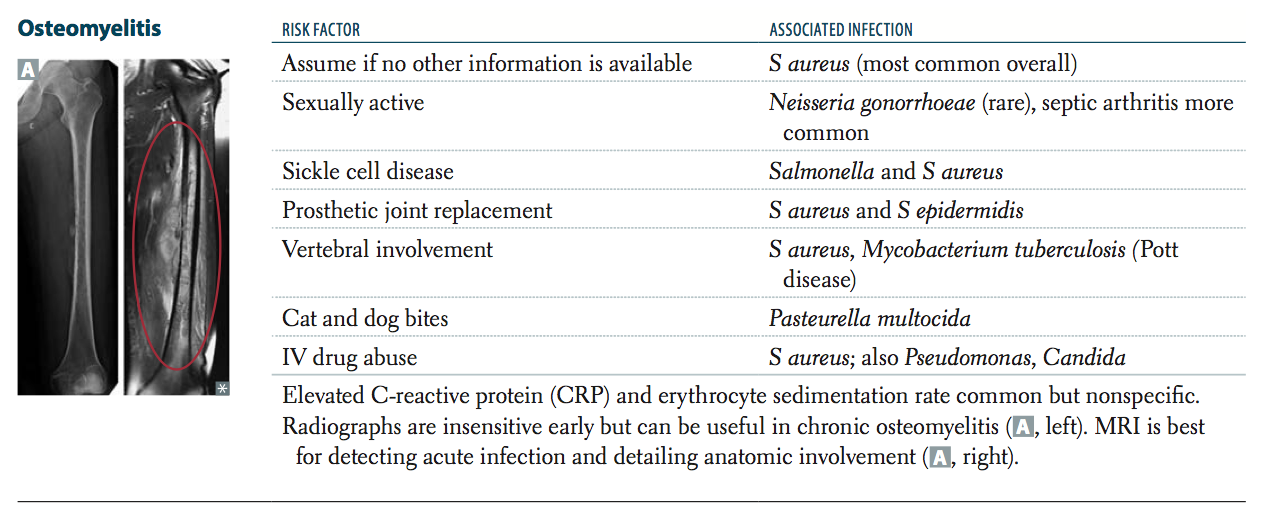 Osteomyelitis
A
RISK FACTOR ASSOCIATED INFECTION
Assume if no other information is available S aureus (most common overall)
Sexually active Neisseria gonorrhoeae (rare), septic arthritis more
common
Sickle cell disease Salmonella and S aureus
Prosthetic joint replacement S aureus and S epidermidis
Vertebral involvement S aureus, Mycobacterium tuberculosis (Pott
disease)
Cat and dog bites Pasteurella multocida
IV drug abuse S aureus; also Pseudomonas, Candida
*
Elevated C-reactive protein (CRP) and erythrocyte sedimentation rate common but nonspecific.
Radiographs are insensitive early but can be useful in chronic osteomyelitis (A, left). MRI is best
for detecting acute infection and detailing anatomic involvement (A, right).